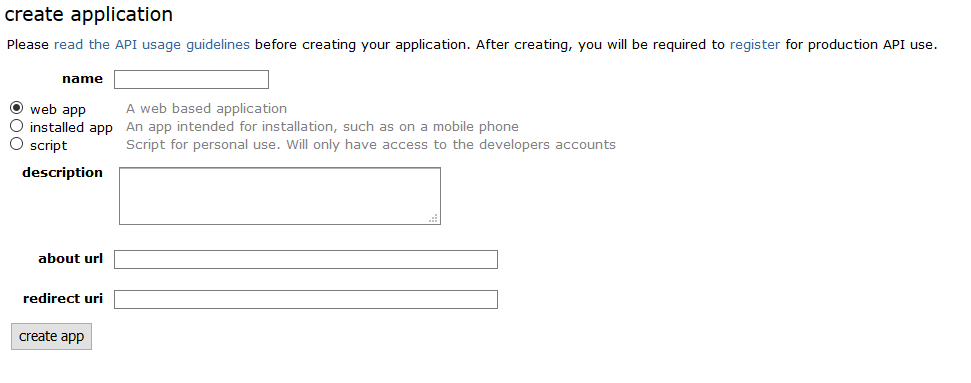 create application
Please read the API usage guidelines before creating your application. After creating, you will be required to register for production API use.
name
web app A web based application
installed app An app intended for installation, such as on a mobile phone
script Script for personal use. Will only have access to the developers accounts
description
about url
redirect uri
create app